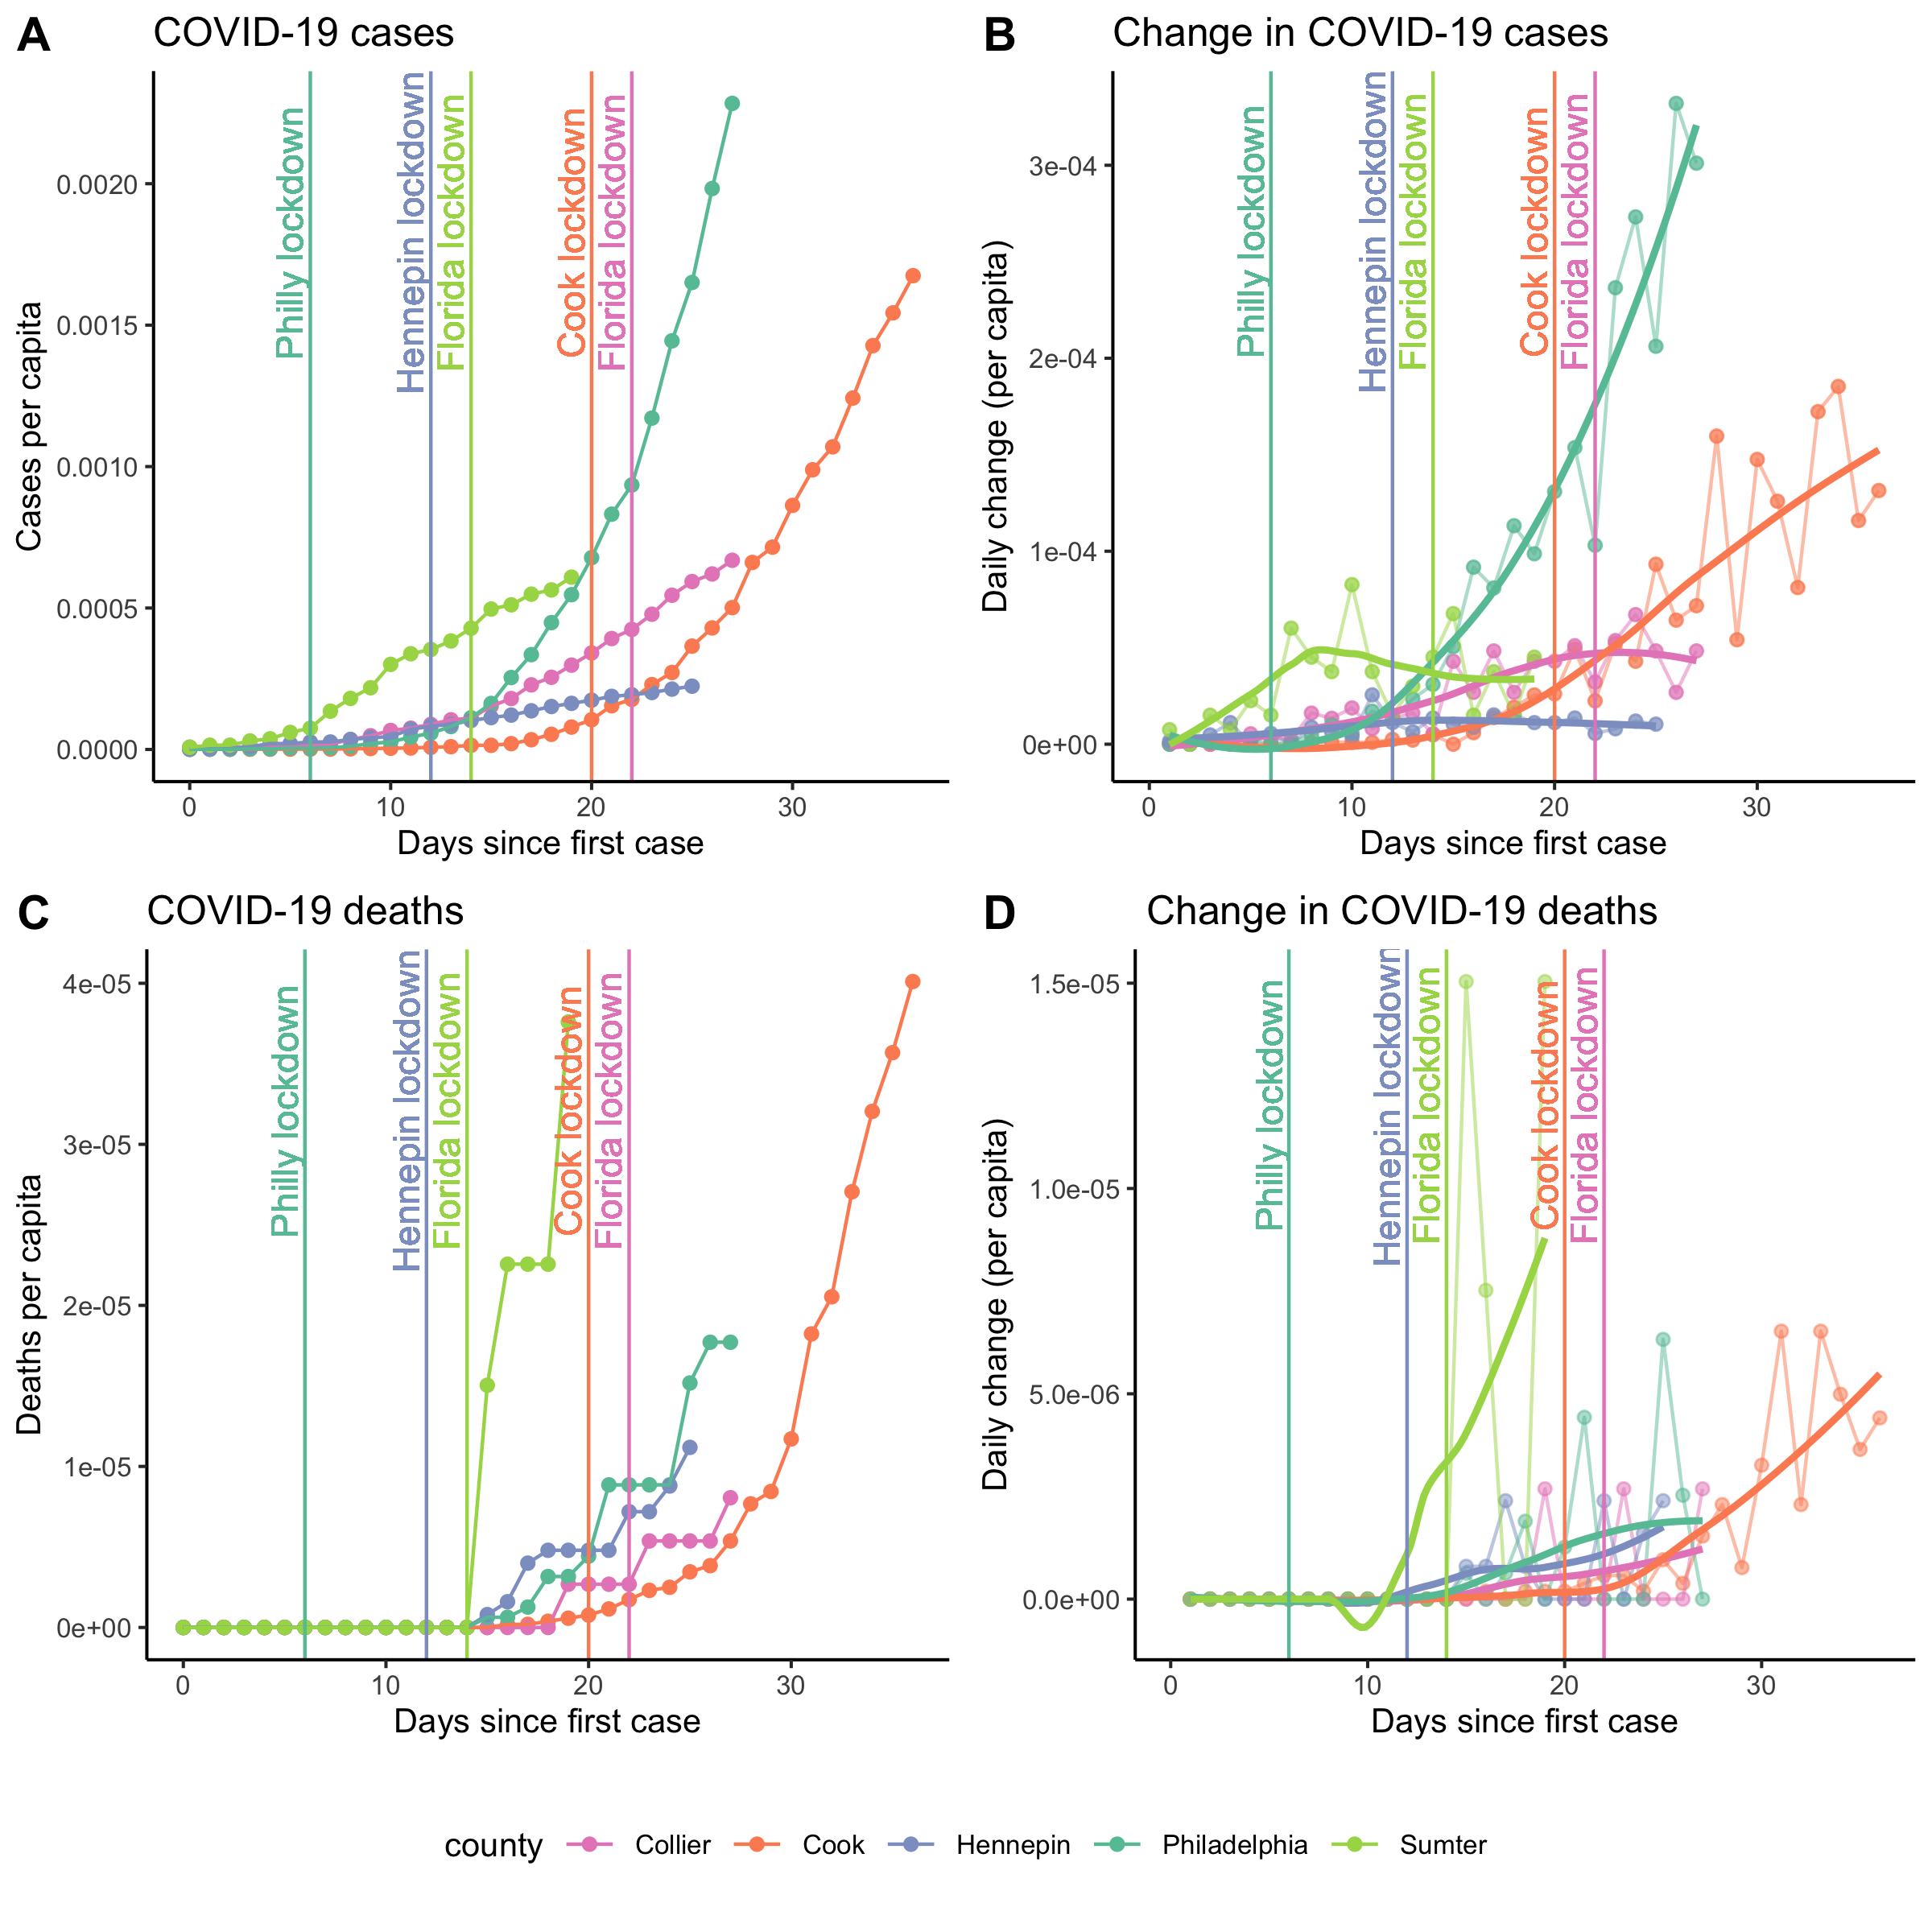 A COVID-19 cases
Cases per capita
0.0020
0.0015
0.0010
0.0005
0.0000
Philly lockdown
Hennepin lockdown
Florida lockdown
Cook lockdown
Florida lockdown
0 10 20 30
Days since first case
B Change in COVID-19 cases
Daily change (per capita)
3e-04
2e-04
1e-04
0e+00
Philly lockdown
Hennepin lockdown
Florida lockdown
Cook lockdown
Florida lockdown
0 10 20 30
Days since first case
C COVID-19 deaths
Deaths per capita
4e-05
3e-05
2e-05
1e-05
0e+00
Philly lockdown
Hennepin lockdown
Florida lockdown
Cook lockdown
Florida lockdown
0 10 20 30
Days since first case
D Change in COVID-19 deaths
Daily change (per capita)
1.5e-05
1.0e-05
5.0e-06
0.0e+00
Philly lockdown
Hennepin lockdown
Florida lockdown
Cook lockdown
Florida lockdown
0 10 20 30
Days since first case
county Collier Cook Hennepin Philadelphia Sumter